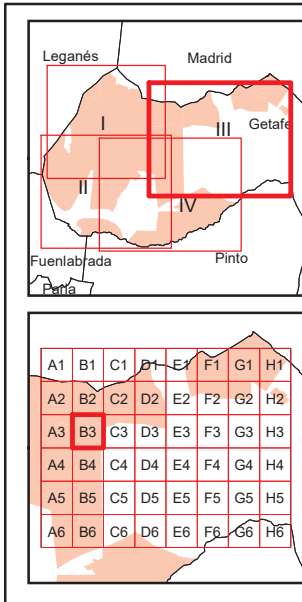 Leganés Madrid
I III
Getafe
II
IV
Fuenlabrada Pinto
Parla
A1 B1 C1 D1 E1 F1 G1 H1
A2 B2 C2 D2 E2 F2 G2 H2
A3 B3 C3 D3 E3 F3 G3 H3
A4 B4 C4 D4 E4 F4 G4 H4
A5 B5 C5 D5 E5 F5 G5 H5
A6 B6 C6 D6 E6 F6 G6 H6